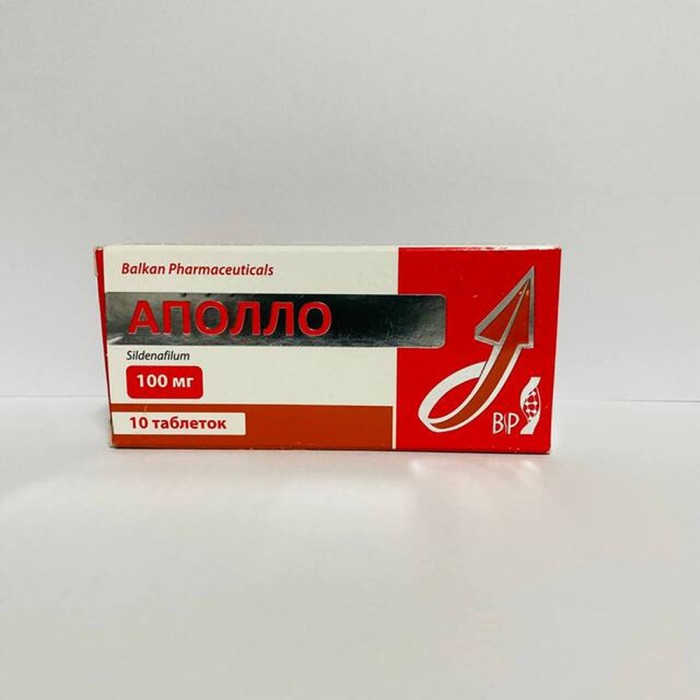 Balkan Pharmaceuticals
АПОЛЛО
Sildenafilum
100 мг
10 таблеток
BP